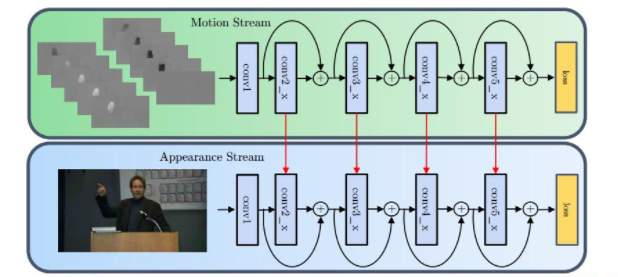 Motion Stream
conv1
conv2_x
conv3_x
conv4_x
conv5_x
loss
Appearance Stream
conv1
conv2_x
conv3_x
conv4_x
conv5_x
loss